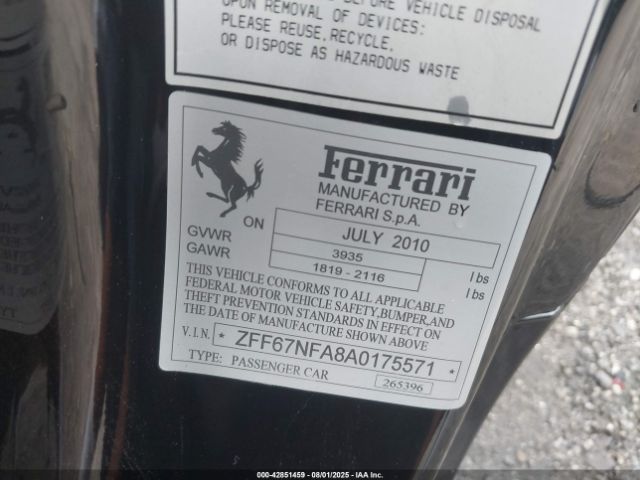 BEFORE VEHICLE DISPOSAL
UPON REMOVAL OF DEVICES:
PLEASE REUSE, RECYCLE,
OR DISPOSE AS HAZARDOUS WASTE
Ferrari
MANUFACTURED BY
FERRARI S.p.A.
ON JULY 2010
GVWR 3935 lbs
GAWR 1819 - 2116 lbs
THIS VEHICLE CONFORMS TO ALL APPLICABLE
FEDERAL MOTOR VEHICLE SAFETY, BUMPER, AND
THEFT PREVENTION STANDARDS IN EFFECT ON
THE DATE OF MANUFACTURE SHOWN ABOVE
V.I.N. * ZFF67NFA8A0175571 *
TYPE: PASSENGER CAR 265396
000-42851459 - 08/01/2025 - IAA Inc.